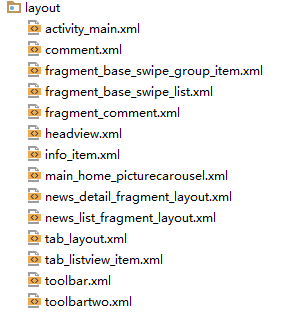 layout
activity_main.xml
comment.xml
fragment_base_swipe_group_item.xml
fragment_base_swipe_list.xml
fragment_comment.xml
headview.xml
info_item.xml
main_home_picturecarousel.xml
news_detail_fragment_layout.xml
news_list_fragment_layout.xml
tab_layout.xml
tab_listview_item.xml
toolbar.xml
toolbartwo.xml